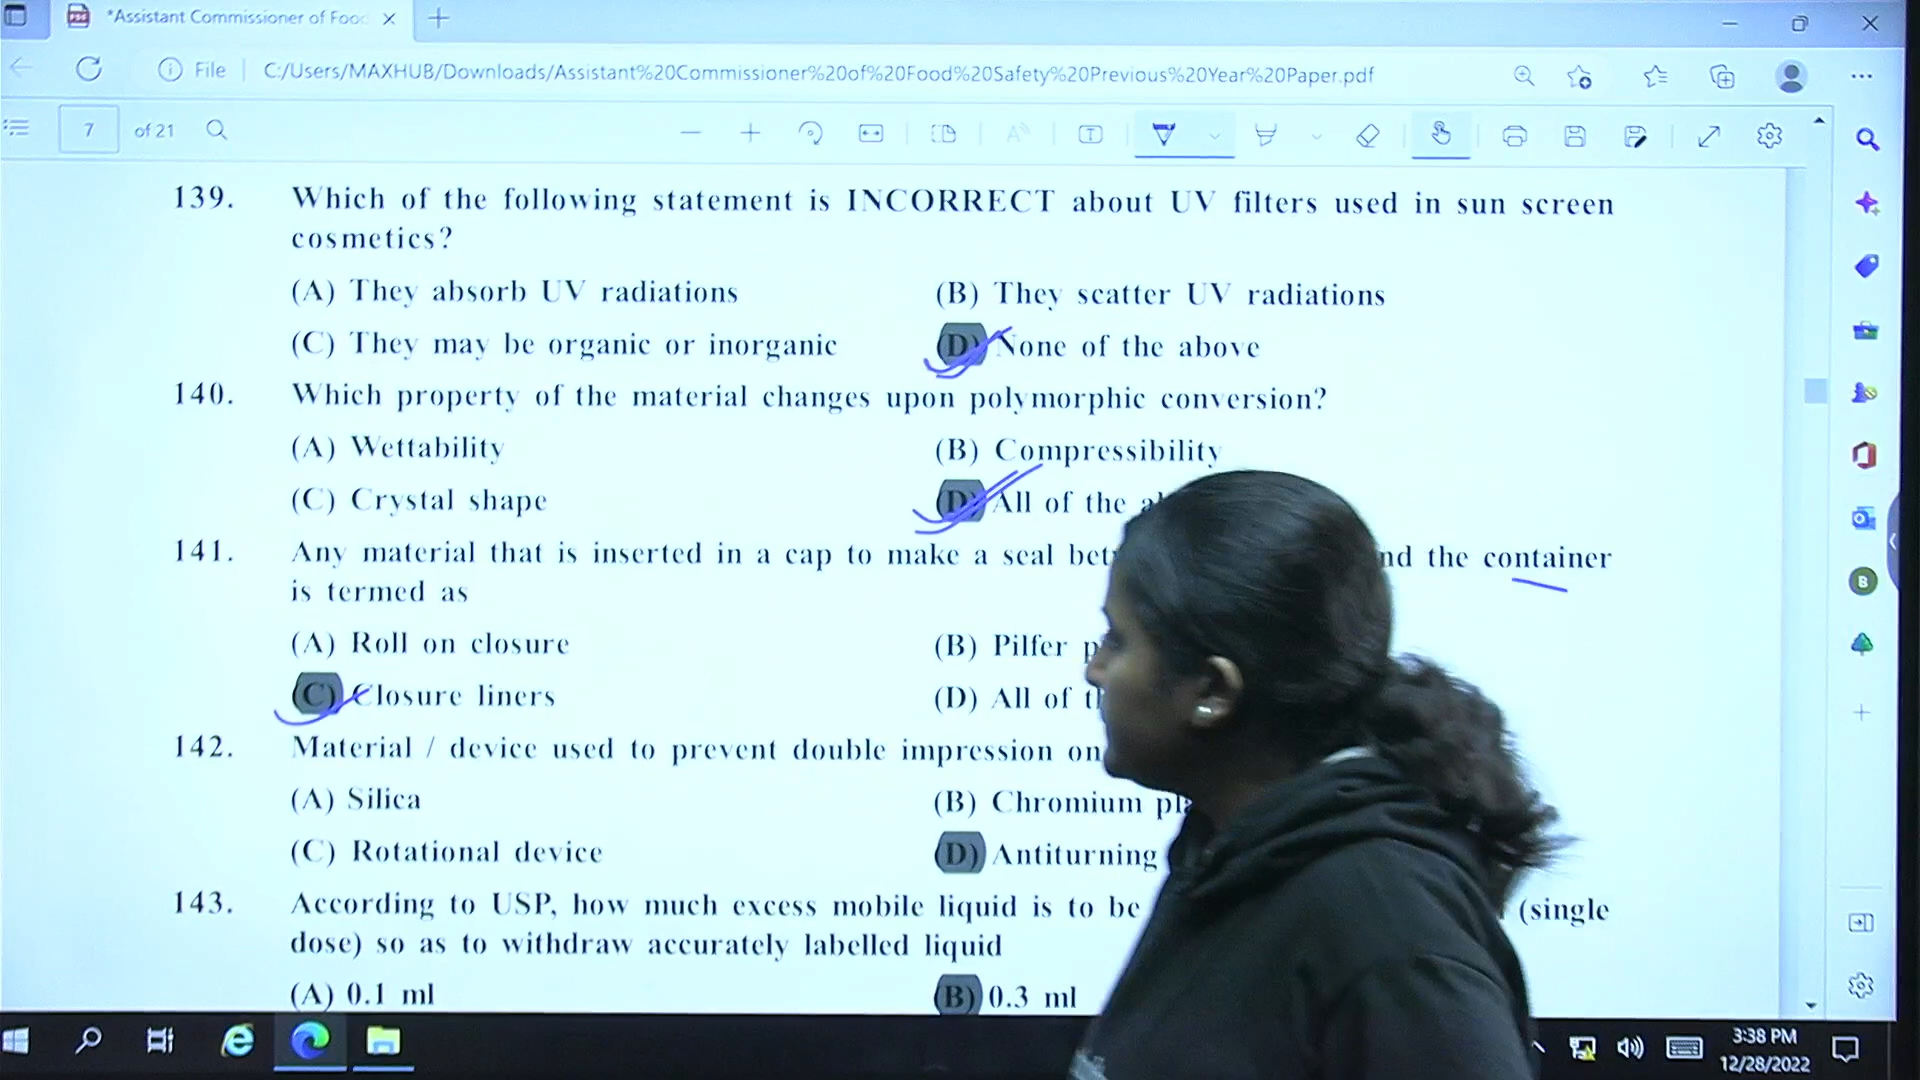 *Assistant Commissioner of Food
File C:/Users/MAXHUB/Downloads/Assistant%20Commissioner%20of%20Food%20Safety%20Previous%20Year%20Paper.pdf
7 of 21
139. Which of the following statement is INCORRECT about UV filters used in sun screen
cosmetics?
(A) They absorb UV radiations (B) They scatter UV radiations
(C) They may be organic or inorganic (D) None of the above
140. Which property of the material changes upon polymorphic conversion?
(A) Wettability (B) Compressibility
(C) Crystal shape (D) All of the
141. Any material that is inserted in a cap to make a seal the container
is termed as
(A) Roll on closure (B) Pilfer
(C) Closure liners (D) All of
142. Material / device used to prevent double impression on
(A) Silica (B) Chromium
(C) Rotational device (D) Antiturning
143. According to USP, how much excess mobile liquid is to be (single
dose) so as to withdraw accurately labelled liquid
(A) 0.1 ml (B) 0.3 ml
3:38 PM
12/28/2022